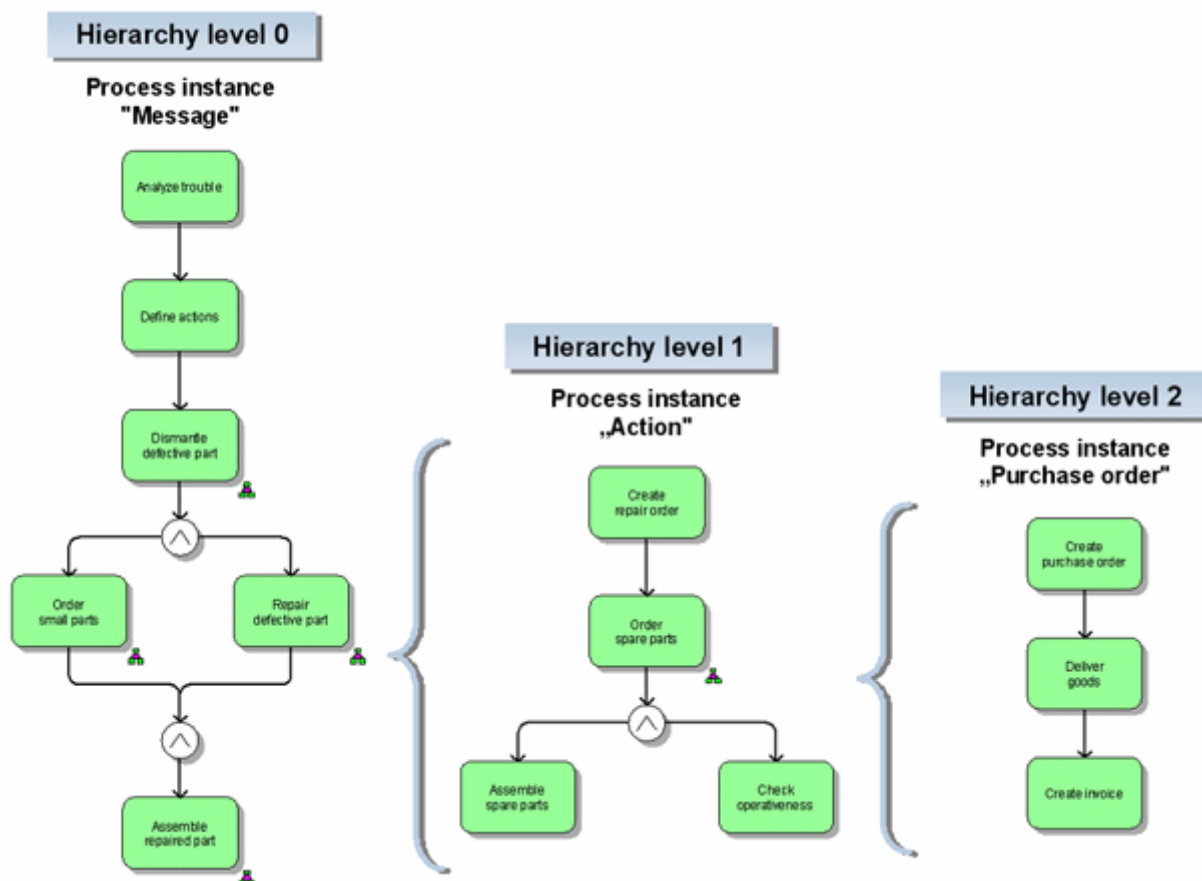 Hierarchy level 0
Process instance
"Message"
Analyze trouble
Define actions
Dismantle
defective part
Order
small parts
Repair
defective part
Assemble
repaired part
Hierarchy level 1
Process instance
„Action"
Create
repair order
Order
spare parts
Assemble
spare parts
Check
operativeness
Hierarchy level 2
Process instance
„Purchase order"
Create
purchase order
Deliver
goods
Create invoice